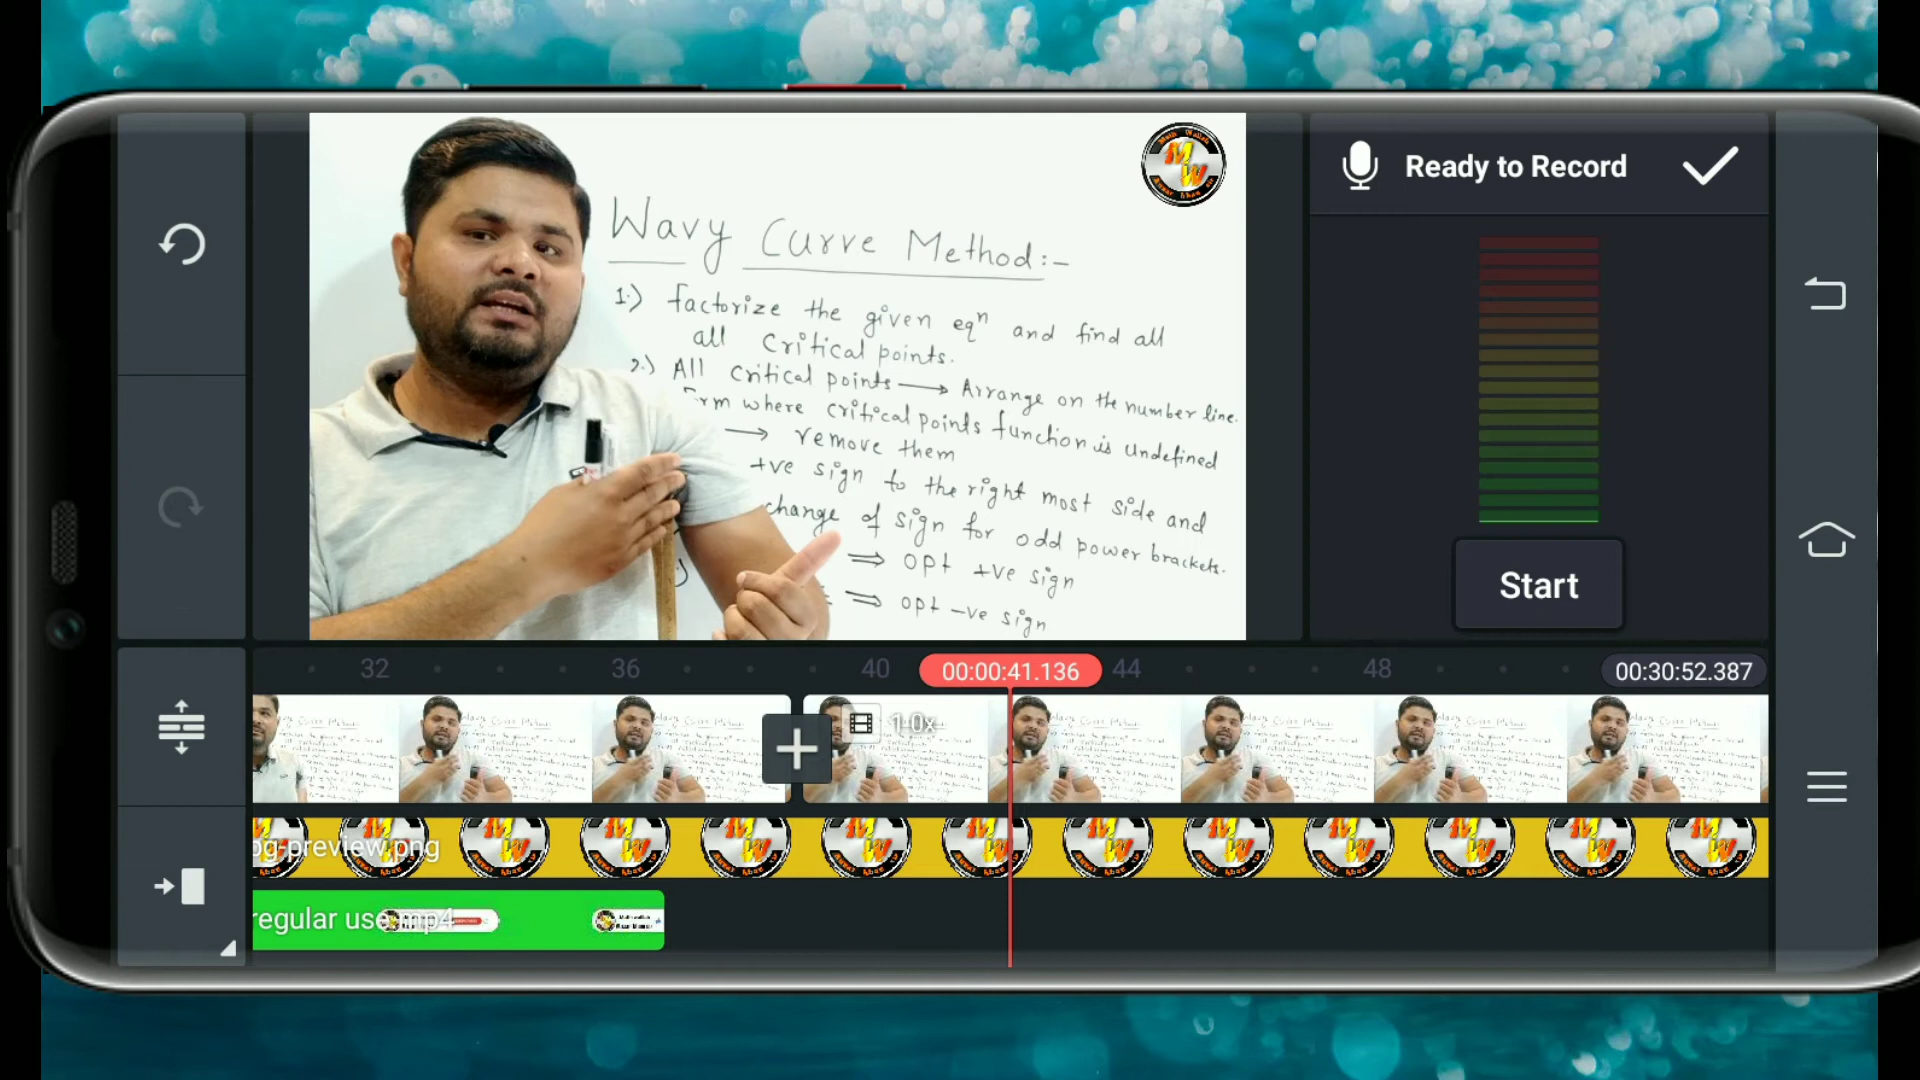 Ready to Record
MW
Wavy Curve Method:-
1.) factorize the given eqⁿ and find all
all critical points.
2.) All critical points → Arrange on the number line.
where critical points function is undefined
→ remove them
+ve sign to the right most side and
change of sign for odd power brackets.
⇒ opt +ve sign
⇒ opt -ve sign
Start
32
36
40
00:00:41.136
44
48
00:30:52.387
1.0x
og-preview.png
regular use.mp4